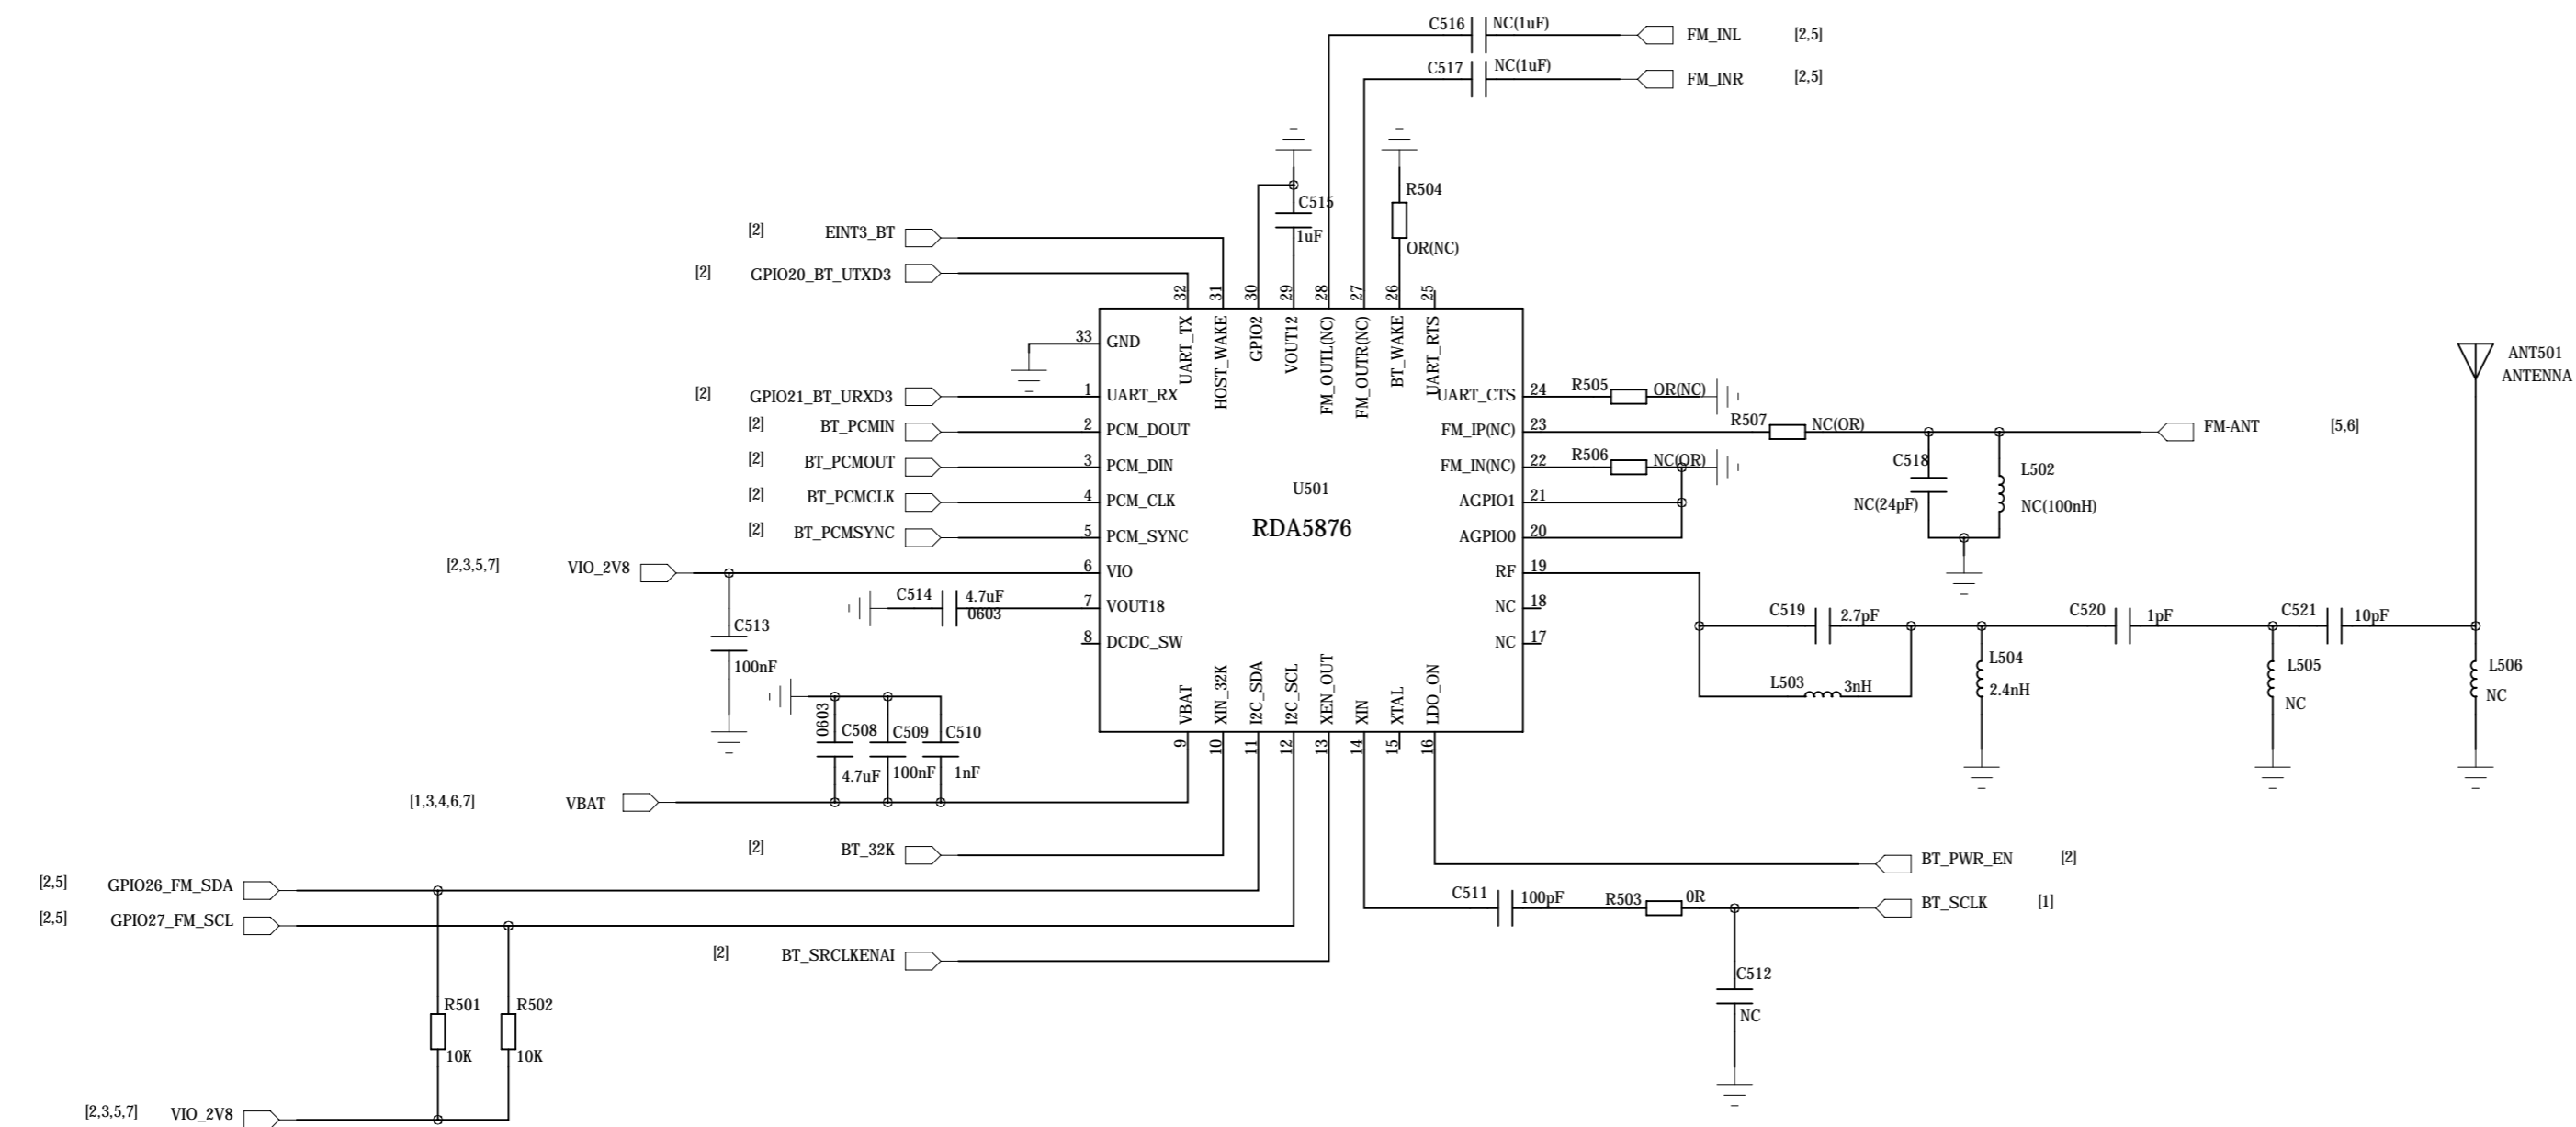 C516 NC(1uF) FM_INL [2,5]
C517 NC(1uF) FM_INR [2,5]
R504
C515
1uF
OR(NC)
[2] EINT3_BT
[2] GPIO20_BT_UTXD3
32 31 30 29 28 27 26 25
UART_TX HOST_WAKE GPIO2 VOUT12 FM_OUTL(NC) FM_OUTR(NC) BT_WAKE UART_RTS
33 GND
[2] GPIO21_BT_URXD3 1 UART_RX
[2] BT_PCMIN 2 PCM_DOUT
[2] BT_PCMOUT 3 PCM_DIN
[2] BT_PCMCLK 4 PCM_CLK
[2] BT_PCMSYNC 5 PCM_SYNC
[2,3,5,7] VIO_2V8 6 VIO
C514 4.7uF 7 VOUT18
0603
8 DCDC_SW
C513
100nF
U501
RDA5876
UART_CTS 24 R505 OR(NC)
FM_IP(NC) 23 R507 NC(OR) FM-ANT [5,6]
FM_IN(NC) 22 R506 NC(OR)
AGPIO1 21
AGPIO0 20
RF 19
NC 18
NC 17
C518
NC(24pF)
L502
NC(100nH)
ANT501
ANTENNA
C519 2.7pF C520 1pF C521 10pF
L503 3nH
L504
2.4nH
L505
NC
L506
NC
VBAT XIN_32K I2C_SDA I2C_SCL XEN_OUT XIN XTAL LDO_ON
9 10 11 12 13 14 15 16
0603 C508 C509 C510
4.7uF 100nF 1nF
[1,3,4,6,7] VBAT
[2] BT_32K
[2,5] GPIO26_FM_SDA
[2,5] GPIO27_FM_SCL
[2] BT_SRCLKENAI
BT_PWR_EN [2]
C511 100pF R503 0R BT_SCLK [1]
C512
NC
R501 R502
10K 10K
[2,3,5,7] VIO_2V8